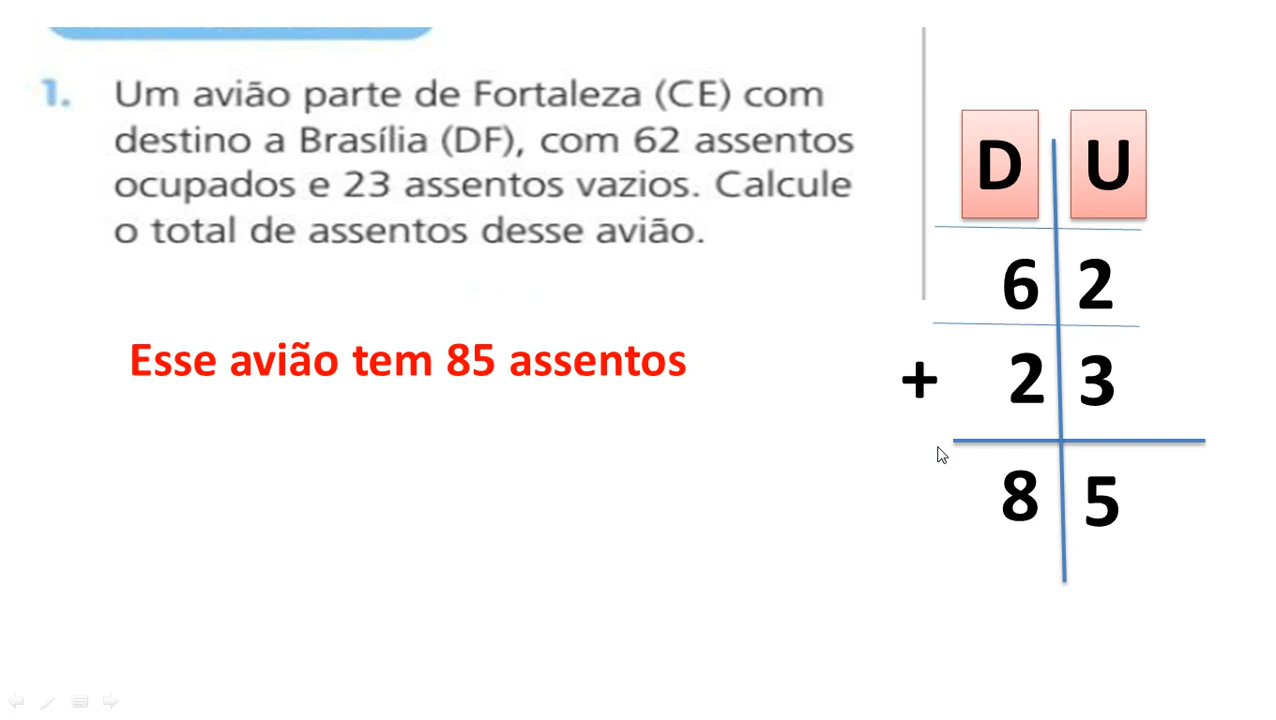 1. Um avião parte de Fortaleza (CE) com
destino a Brasília (DF), com 62 assentos
ocupados e 23 assentos vazios. Calcule
o total de assentos desse avião.
Esse avião tem 85 assentos
D U
6 2
+ 2 3
8 5